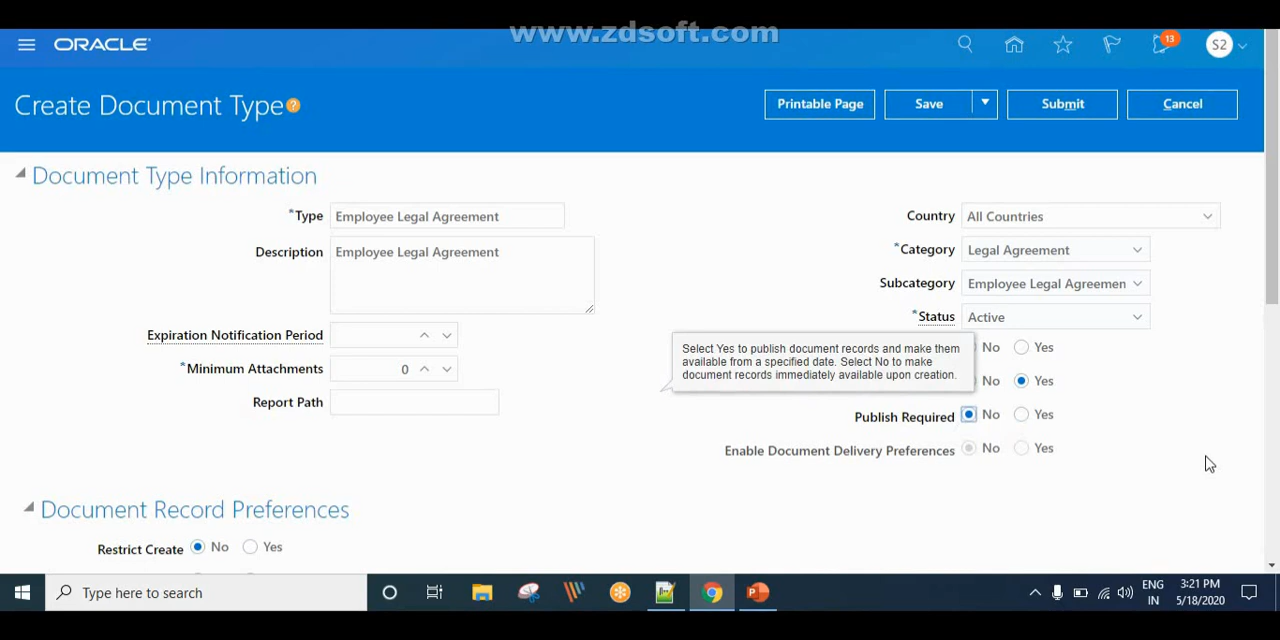 www.zdsoft.com
ORACLE
13
S2
Create Document Type
?
Printable Page
Save
Submit
Cancel
Document Type Information
*Type Employee Legal Agreement
Country All Countries
Description Employee Legal Agreement
*Category Legal Agreement
Subcategory Employee Legal Agreemen
*Status Active
Expiration Notification Period
No Yes
Select Yes to publish document records and make them
available from a specified date. Select No to make
document records immediately available upon creation.
*Minimum Attachments 0
No Yes
Report Path
Publish Required No Yes
Enable Document Delivery Preferences No Yes
Document Record Preferences
Restrict Create No Yes
Type here to search
ENG
IN
3:21 PM
5/18/2020